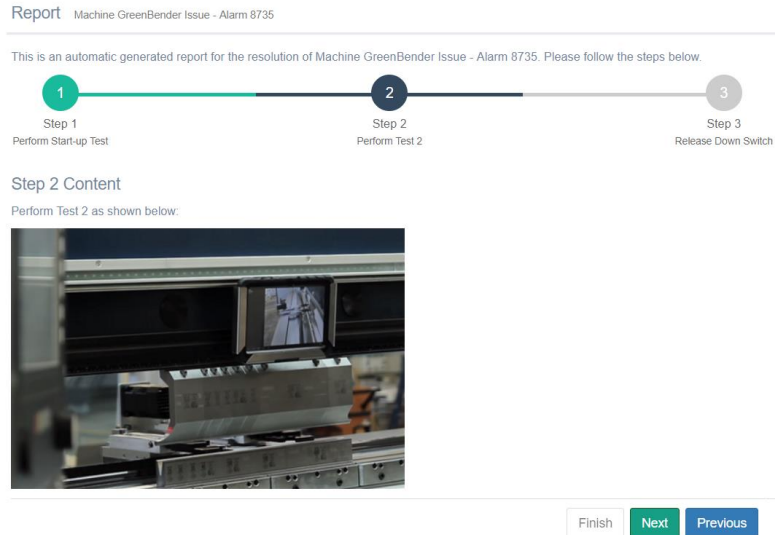 Report Machine GreenBender Issue - Alarm 8735
This is an automatic generated report for the resolution of Machine GreenBender Issue - Alarm 8735. Please follow the steps below.
1 2 3
Step 1 Step 2 Step 3
Perform Start-up Test Perform Test 2 Release Down Switch
Step 2 Content
Perform Test 2 as shown below:
Finish Next Previous